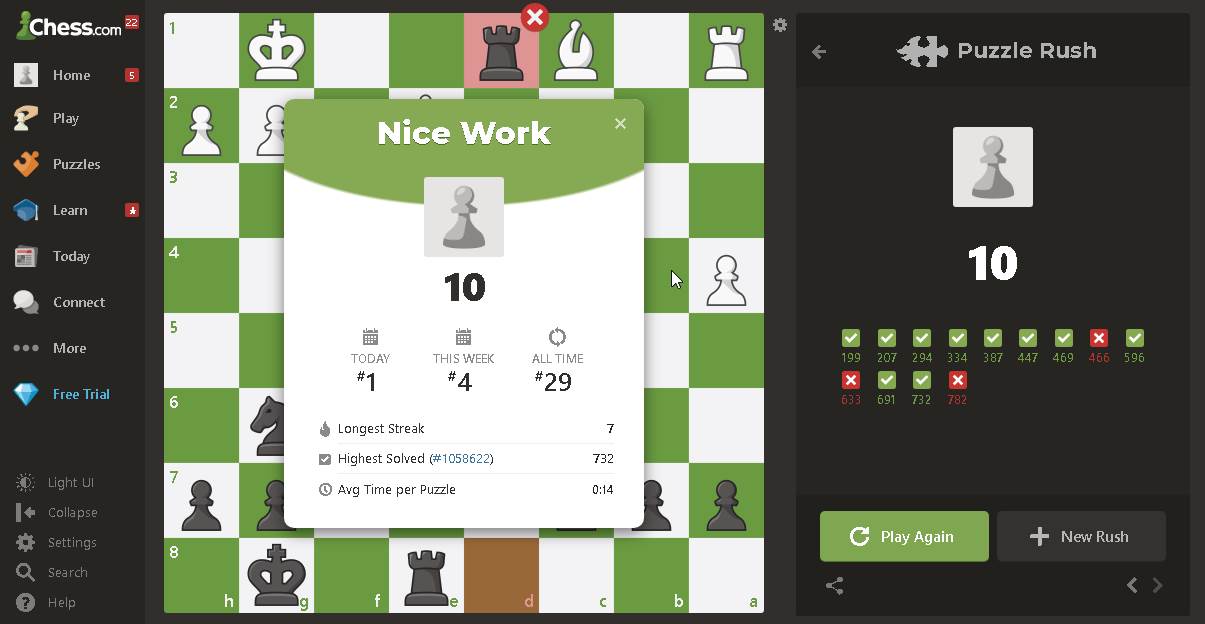 Chess.com 22
Home 5
Play
Puzzles
Learn
Today
Connect
More
Free Trial
Light UI
Collapse
Settings
Search
Help
1
2
3
4
5
6
7
8
h g f e d c b a
Nice Work
10
TODAY THIS WEEK ALL TIME
#1 #4 #29
Longest Streak 7
Highest Solved (#1058622) 732
Avg Time per Puzzle 0:14
Puzzle Rush
10
199 207 294 334 387 447 469 466 596
633 691 732 782
Play Again
New Rush